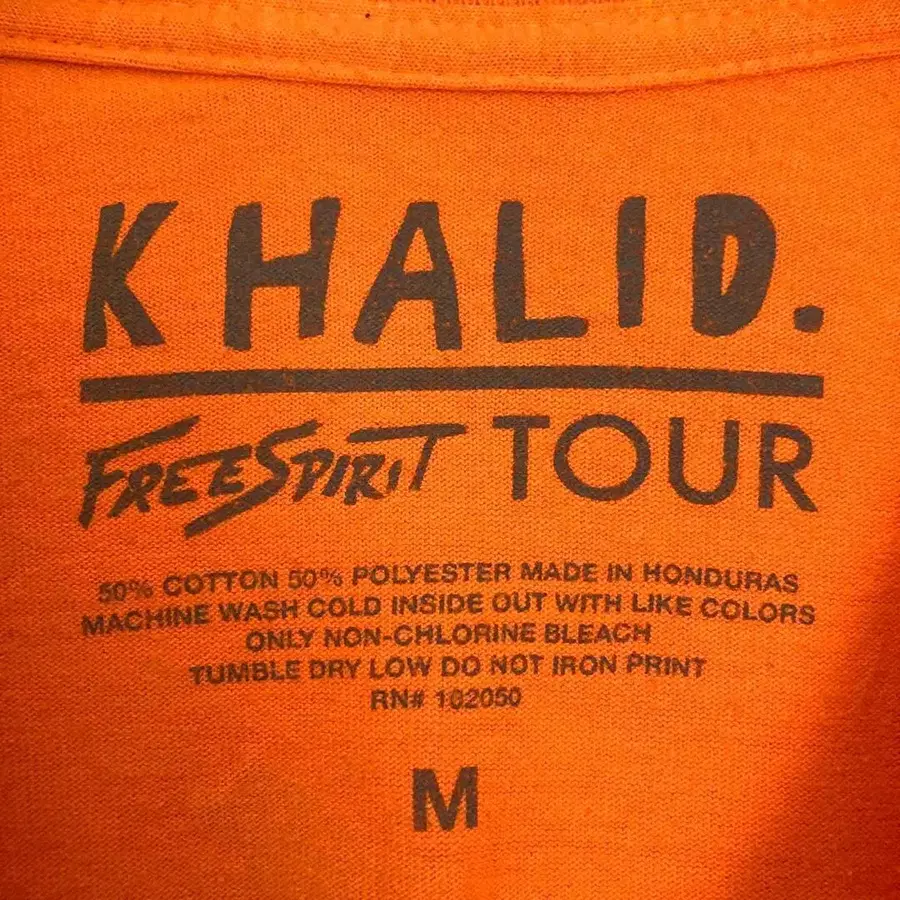 KHALID.
FREESPIRIT TOUR
50% COTTON 50% POLYESTER MADE IN HONDURAS
MACHINE WASH COLD INSIDE OUT WITH LIKE COLORS
ONLY NON-CHLORINE BLEACH
TUMBLE DRY LOW DO NOT IRON PRINT
RN# 102050
M